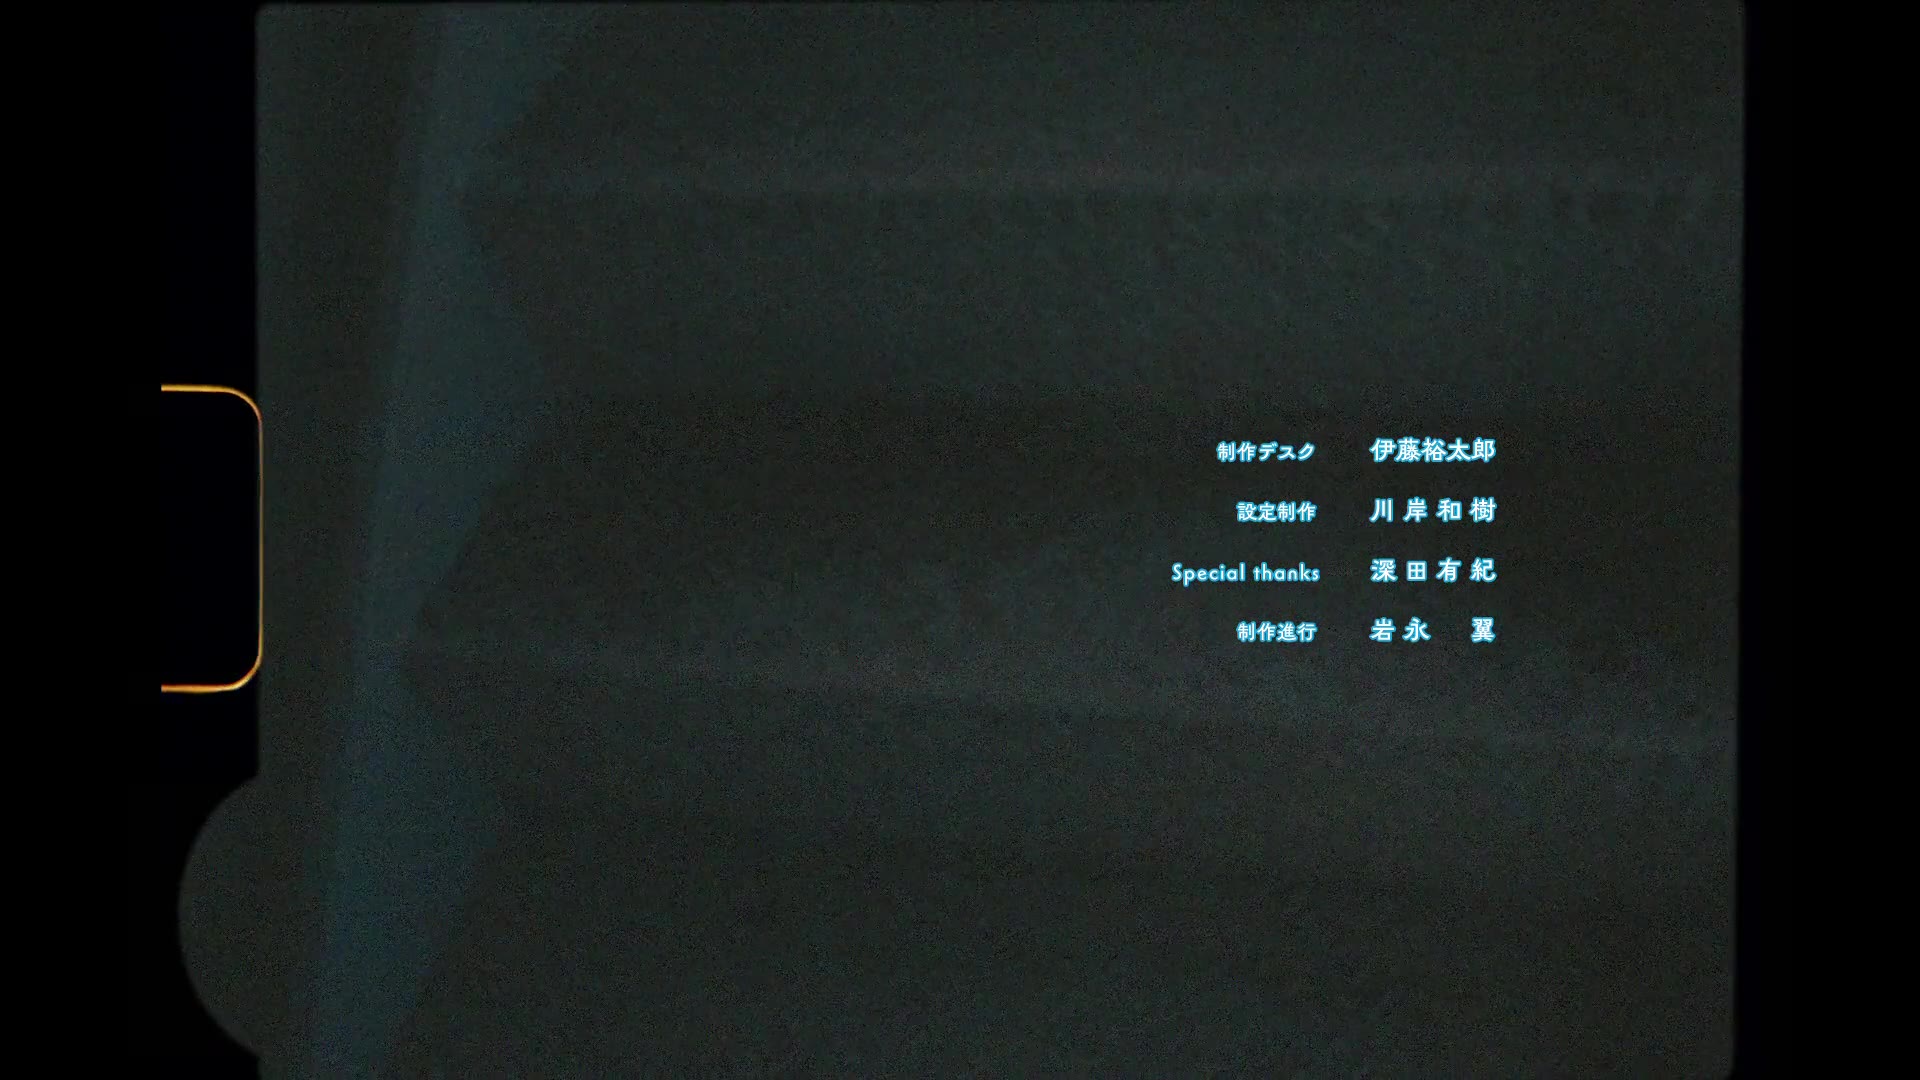 制作デスク 伊藤裕太郎
設定制作 川岸和樹
Special thanks 深田有紀
制作進行 岩永 翼